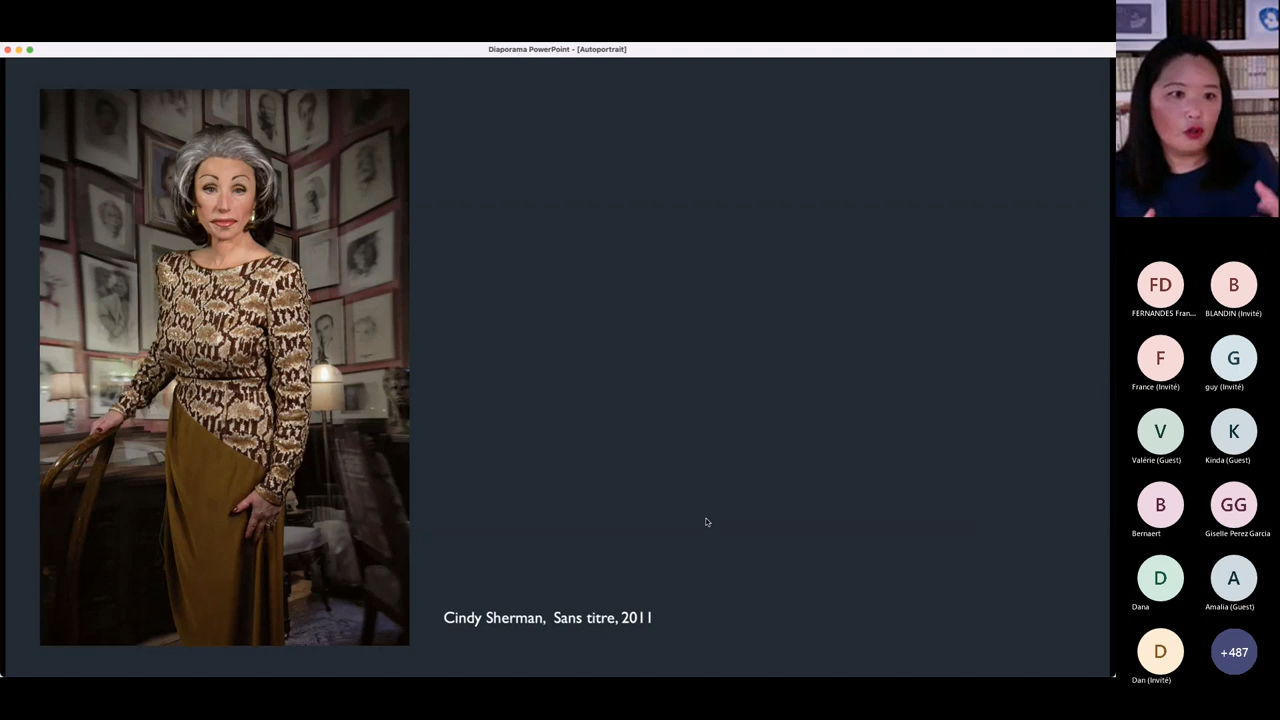 Diaporama PowerPoint - [Autoportrait]
Cindy Sherman, Sans titre, 2011
FD
B
FERNANDES Fran...
BLANDIN (Invité)
F
G
France (Invité)
guy (Invité)
V
K
Valérie (Guest)
Kinda (Guest)
B
GG
Bernaert
Giselle Perez Garcia
D
A
Dana
Amalia (Guest)
D
+487
Dan (Invité)